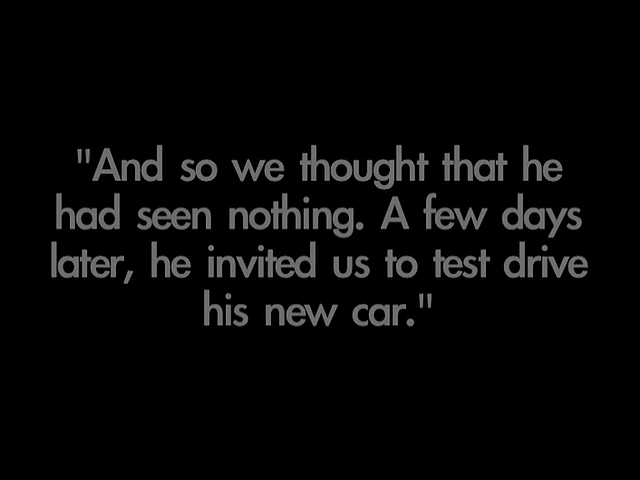 "And so we thought that he
had seen nothing. A few days
later, he invited us to test drive
his new car."